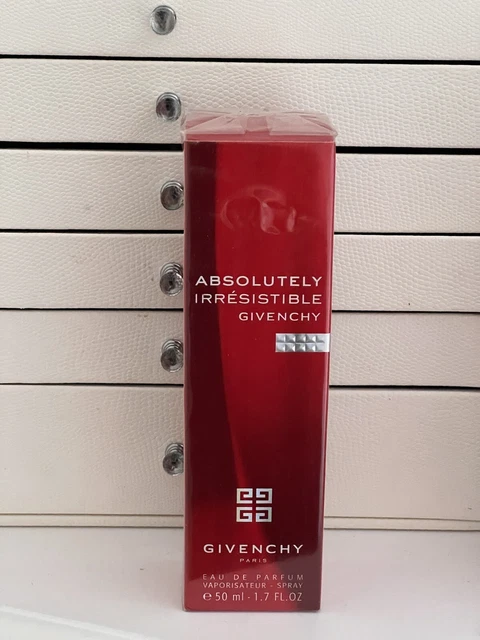 ABSOLUTELY
IRRÉSISTIBLE
GIVENCHY
GIVENCHY
PARIS
EAU DE PARFUM
VAPORISATEUR - SPRAY
℮ 50 ml - 1.7 FL.OZ